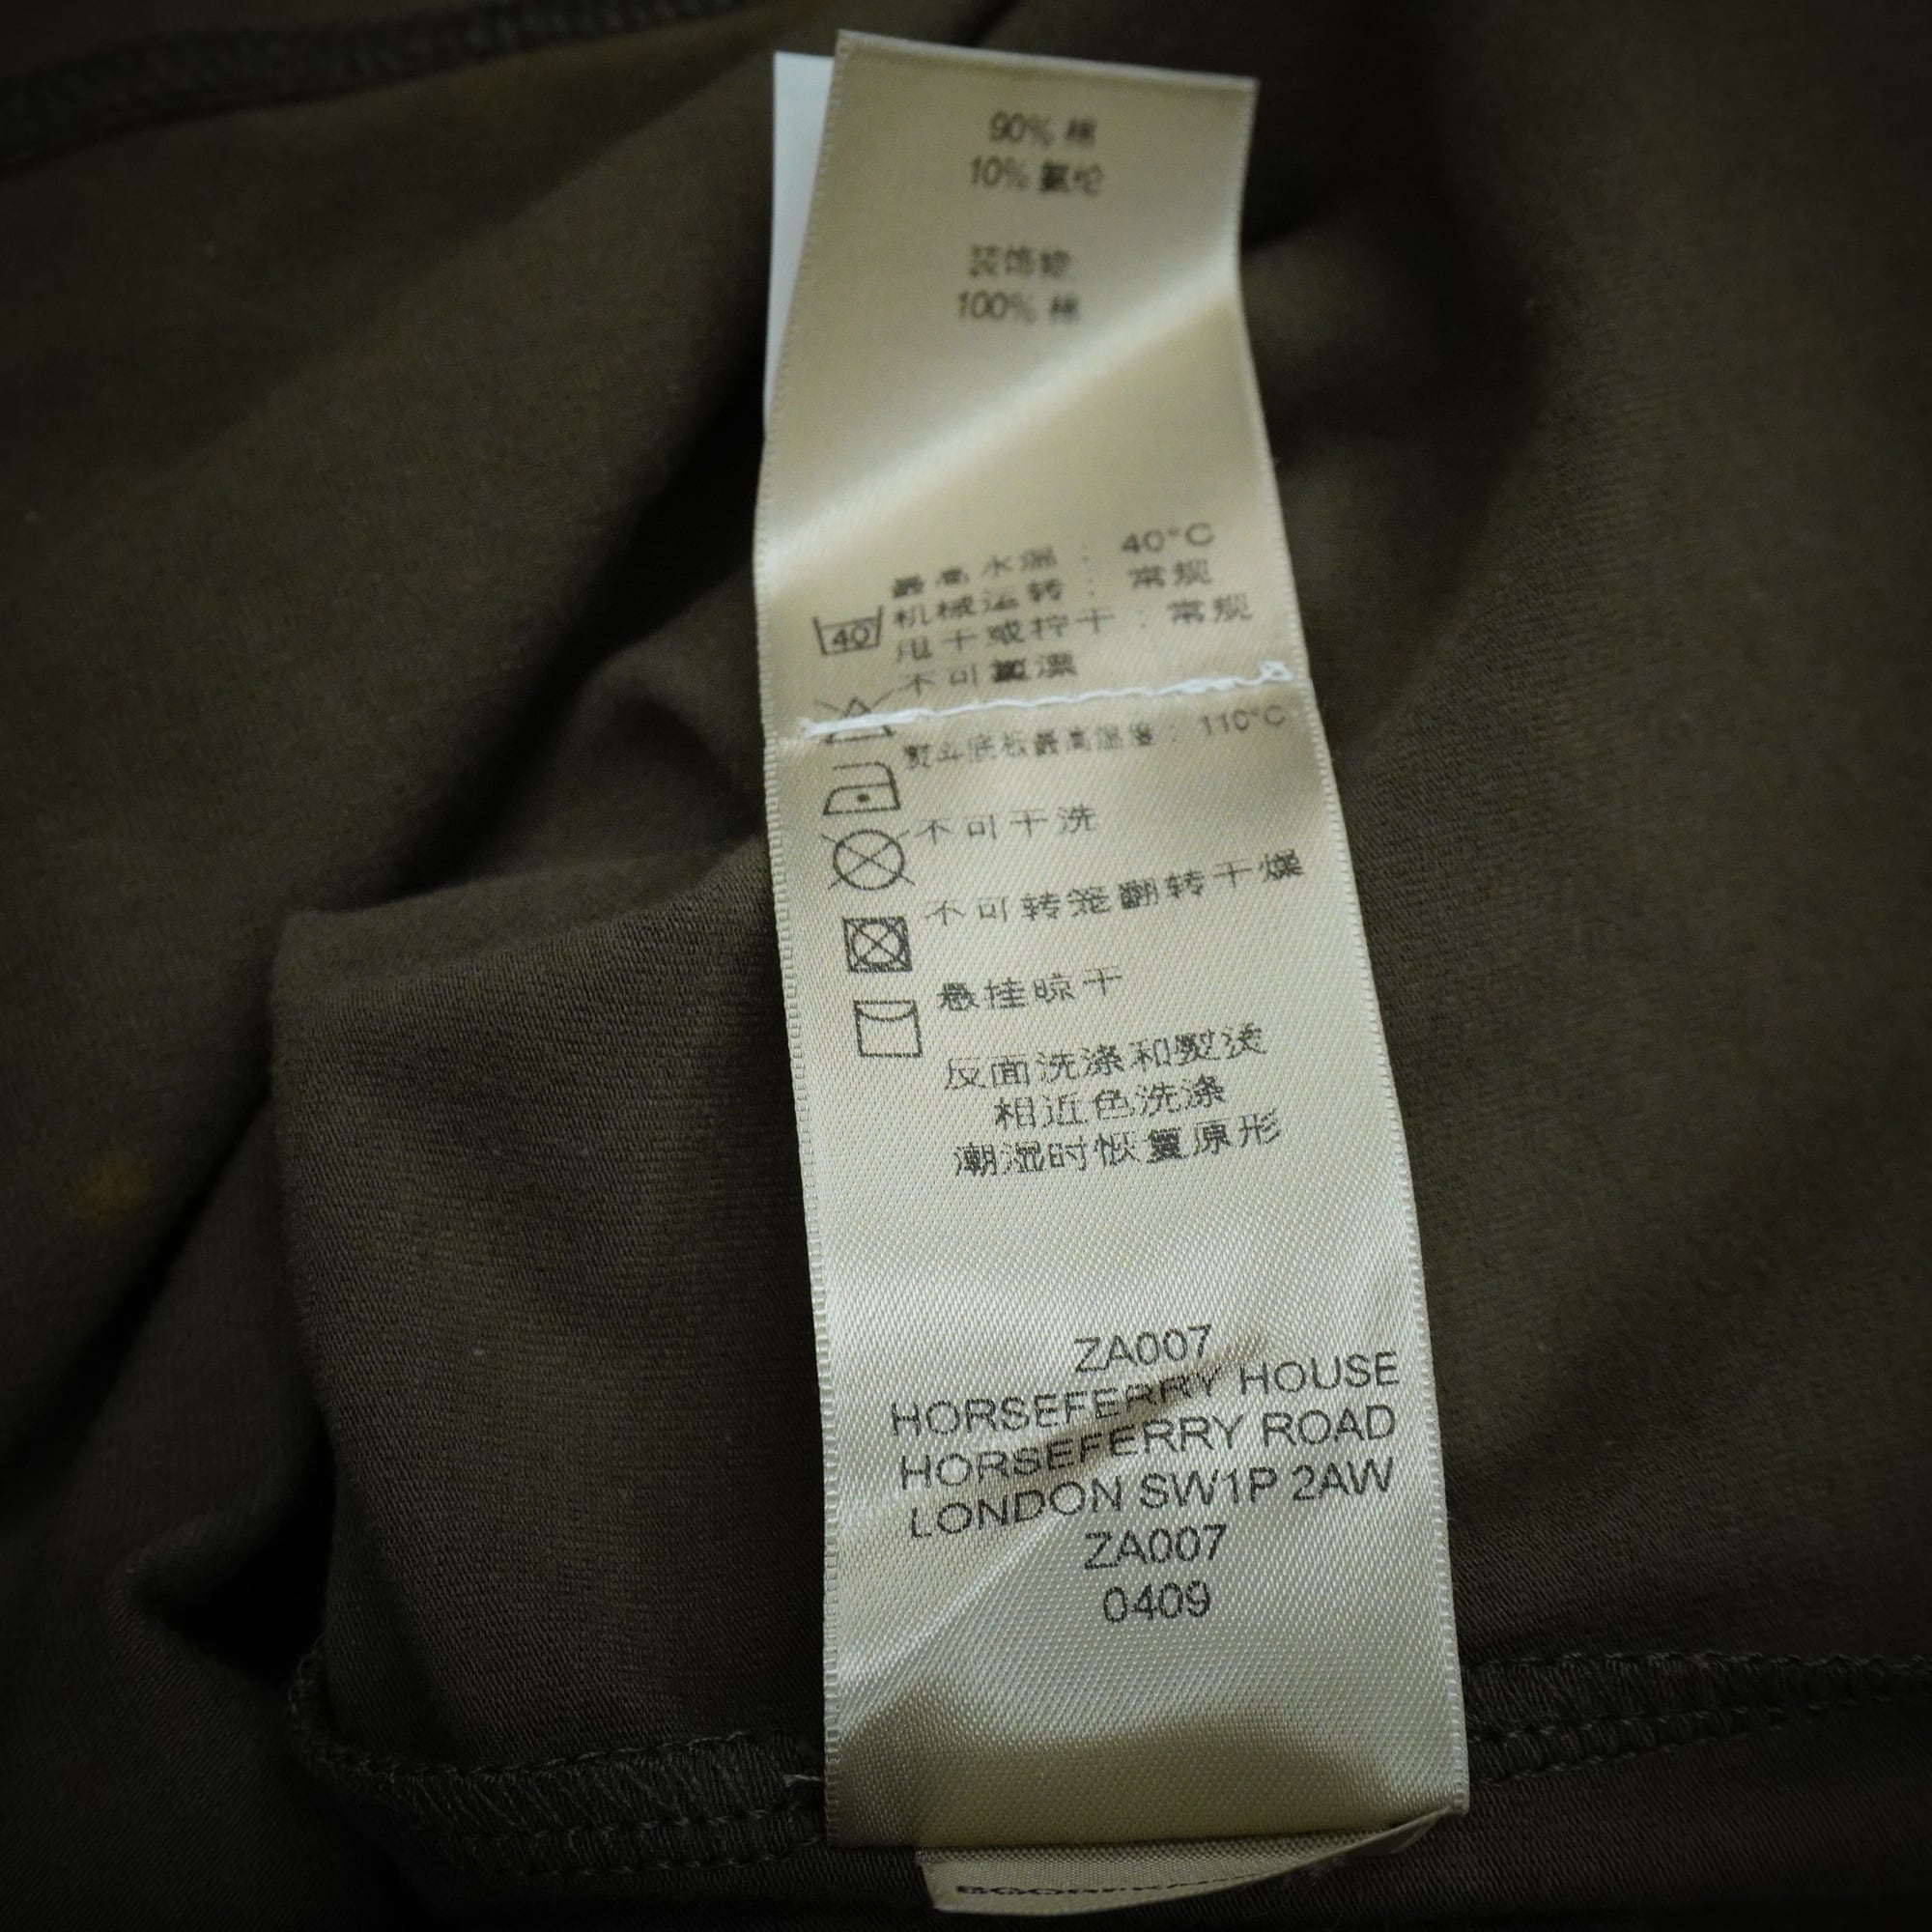 90% 棉
10% 氨纶
装饰线
100% 棉
最高水温 : 40°C
机械运转 : 常规
40
甩干或拧干 : 常规
不可氯漂
熨斗底板最高温度 : 110°C
不可干洗
不可转笼翻转干燥
悬挂晾干
反面洗涤和熨烫
相近色洗涤
潮湿时恢复原形
ZA007
HORSEFERRY HOUSE
HORSEFERRY ROAD
LONDON SW1P 2AW
ZA007
0409